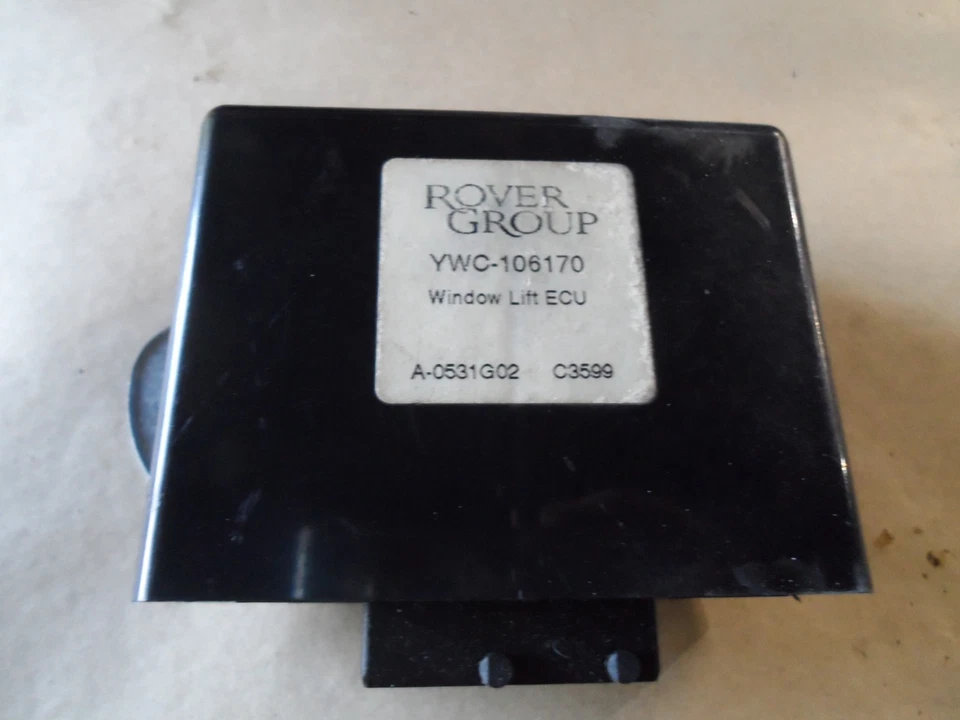 ROVER
GROUP
YWC-106170
Window Lift ECU
A-0531G02 C3599